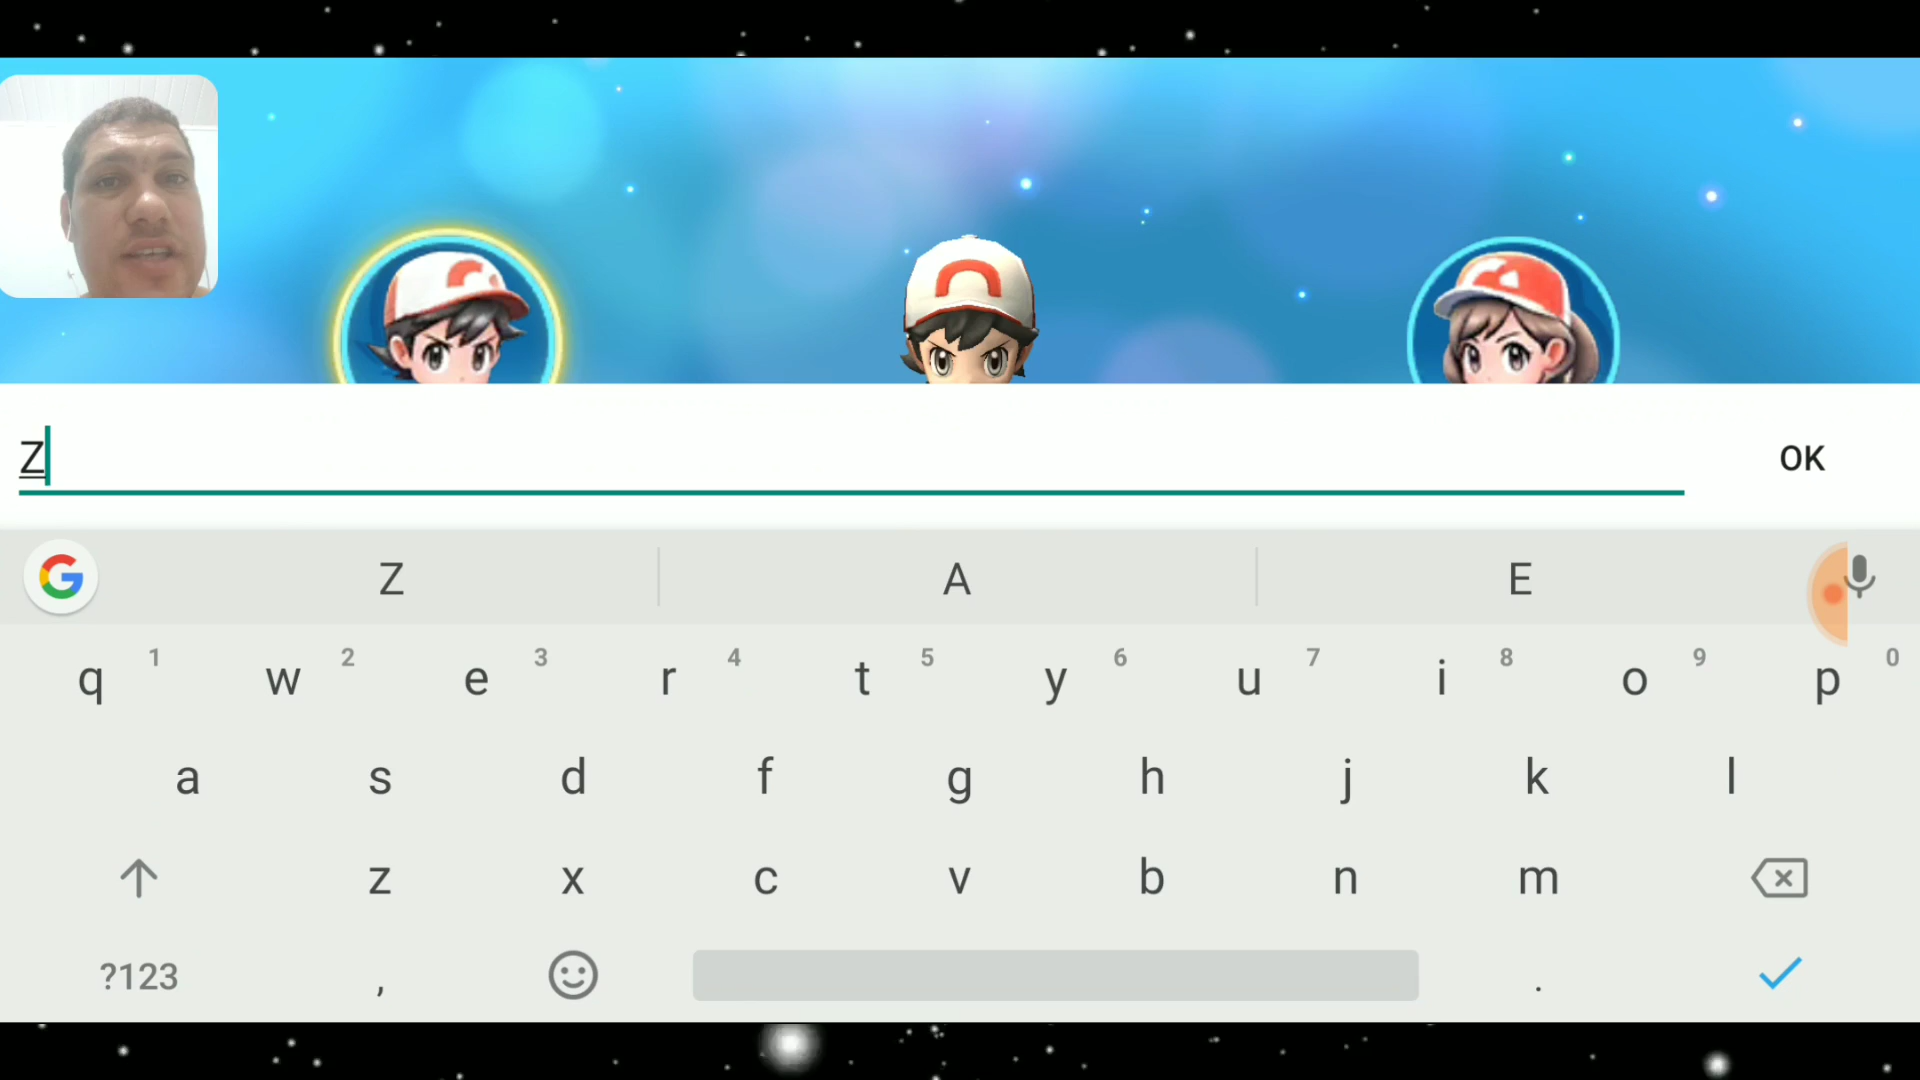 Z
OK
Z A E
q 1 w 2 e 3 r 4 t 5 y 6 u 7 i 8 o 9 p 0
a s d f g h j k l
z x c v b n m
?123 , .